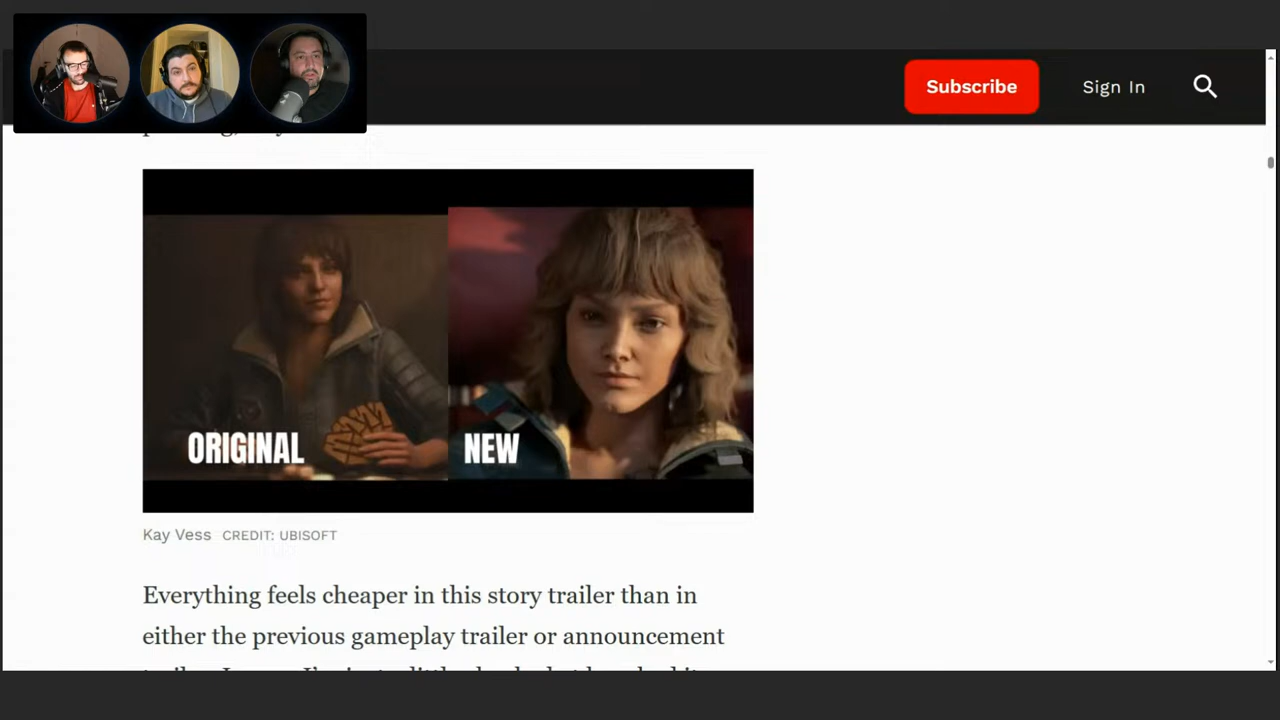 Subscribe
Sign In
ORIGINAL
NEW
Kay Vess CREDIT: UBISOFT
Everything feels cheaper in this story trailer than in
either the previous gameplay trailer or announcement